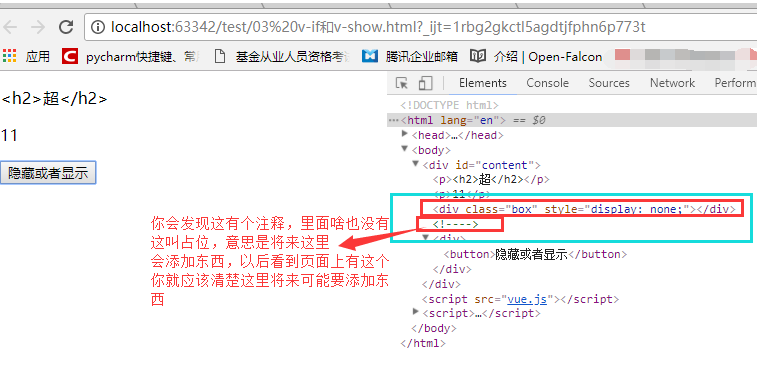 localhost:63342/test/03%20v-if和v-show.html?_ijt=1rbg2gkctl5agdtjfphn6p773t
应用 pycharm快捷键、常 基金从业人员资格考 腾讯企业邮箱 介绍 | Open-Falcon
Elements Console Sources Network Perform
<h2>超</h2>
11
隐藏或者显示
你会发现这有个注释，里面啥也没有
这叫占位，意思是将来这里
会添加东西，以后看到页面上有这个
你就应该清楚这里将来可能要添加东
西
<!DOCTYPE html>
<html lang="en"> == $0
<head>…</head>
<body>
<div id="content">
<p><h2>超</h2></p>
<p>11</p>
<div class="box" style="display: none;"></div>
<!---->
<div>
<button>隐藏或者显示</button>
</div>
</div>
<script src="vue.js"></script>
<script>…</script>
</body>
</html>